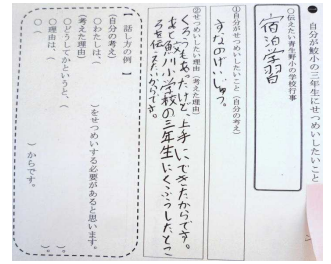 ㊀ 自分が鮫小の三年生にせつめいしたいこと
○伝えたい青生野小の学校行事
宿泊学習
①自分がせつめいしたいこと（自分の考え）
すなのげいじゅつ。
②せつめいしたい理由（考えた理由）
くろうもあったけど、上手にできたからです。
あと鮫川小学校の三年生にくふうしたとこ
ろを伝えたいからです。
【話し方の例】
（自分の考え）
○わたしは、（　　）をせつめいする必要があると思います。
（考えた理由）
○どうしてかというと、（　　）。
○理由は、（　　）。
○（　　）からです。